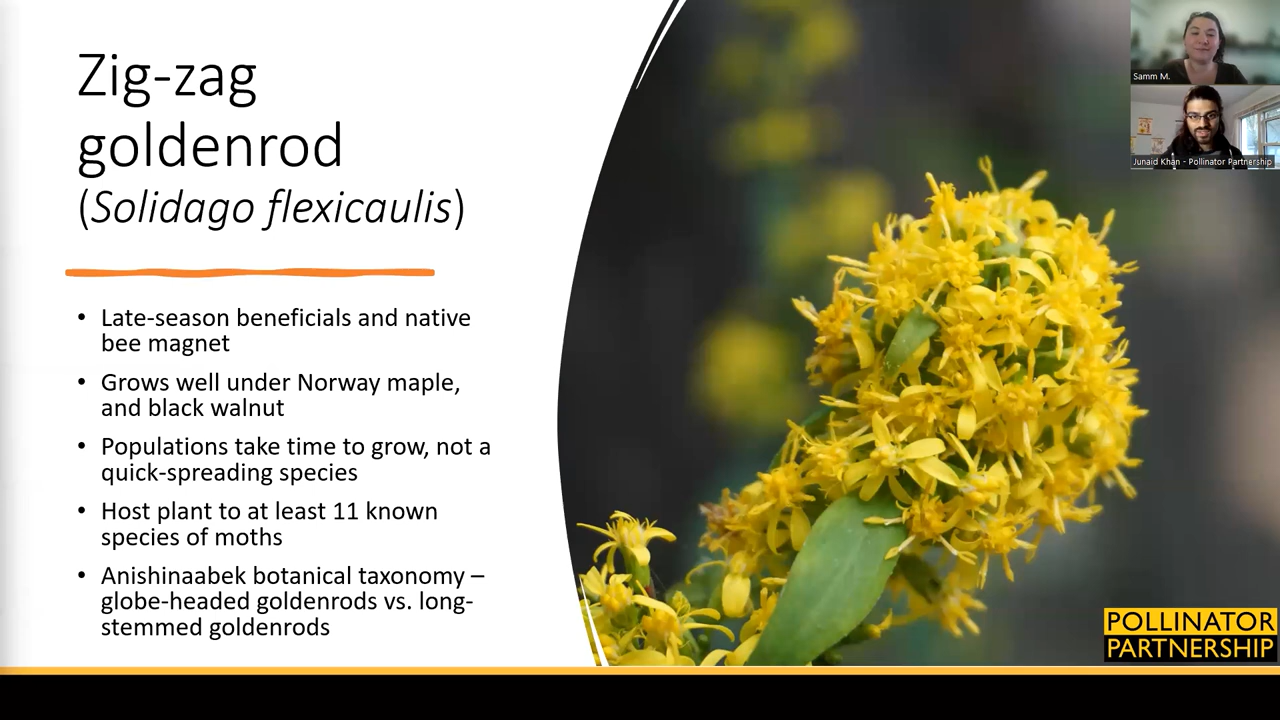 Zig-zag
goldenrod
(Solidago flexicaulis)
• Late-season beneficials and native
bee magnet
• Grows well under Norway maple,
and black walnut
• Populations take time to grow, not a
quick-spreading species
• Host plant to at least 11 known
species of moths
• Anishinaabek botanical taxonomy –
globe-headed goldenrods vs. long-
stemmed goldenrods
Samm M.
Junaid Khan - Pollinator Partnership
POLLINATOR
PARTNERSHIP